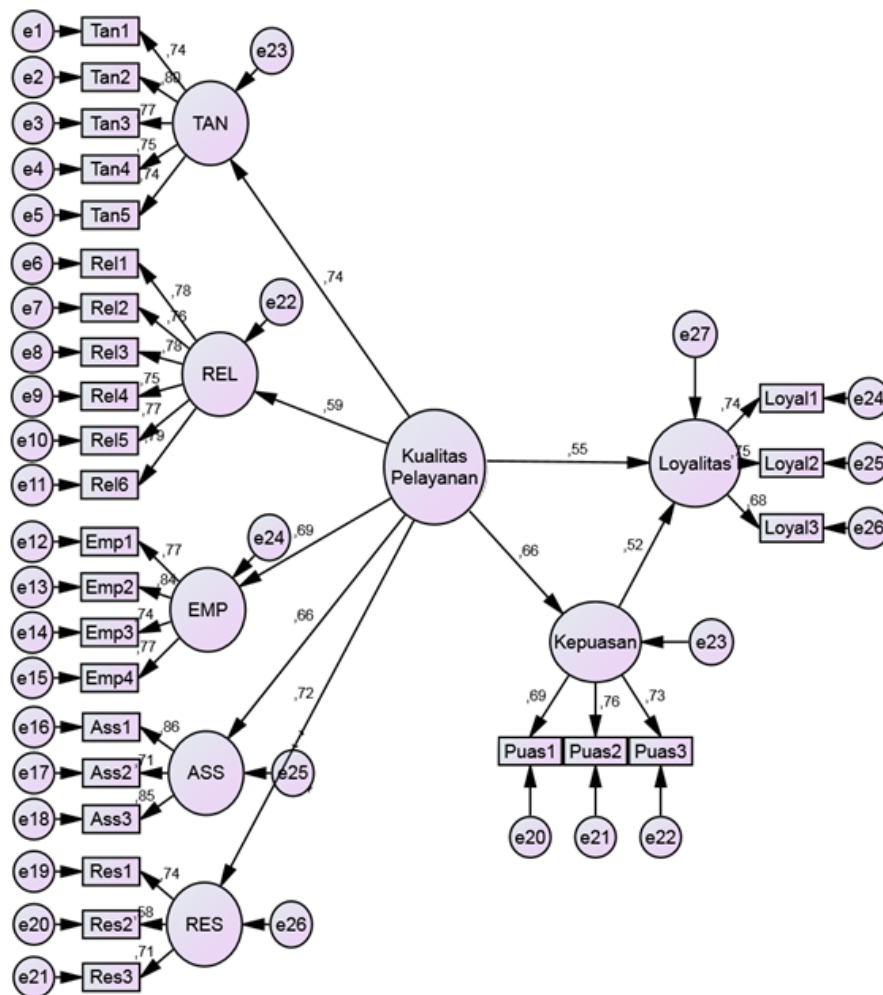 e1 Tan1
,74
e23
e2 Tan2
,80
e3 Tan3
,77
TAN
e4 Tan4
,75
e5 Tan5
,74
,74
e6 Rel1
,78
e22
e7 Rel2
,76
e8 Rel3
,78
REL
e9 Rel4
,75
e10 Rel5
,77
e11 Rel6
,79
,59
e27
Kualitas
Pelayanan
,55
Loyalitas
,74
Loyal1 e24
,75
Loyal2 e25
,68
Loyal3 e26
e12 Emp1
,77
e24
,69
e13 Emp2
,84
EMP
e14 Emp3
,74
e15 Emp4
,77
,66
,66
,52
Kepuasan
e23
,69
,76
,73
Puas1 Puas2 Puas3
e20 e21 e22
e16 Ass1
,86
,72
e17 Ass2
,71
ASS
e25
e18 Ass3
,85
e19 Res1
,74
e20 Res2
,58
RES
e26
e21 Res3
,71